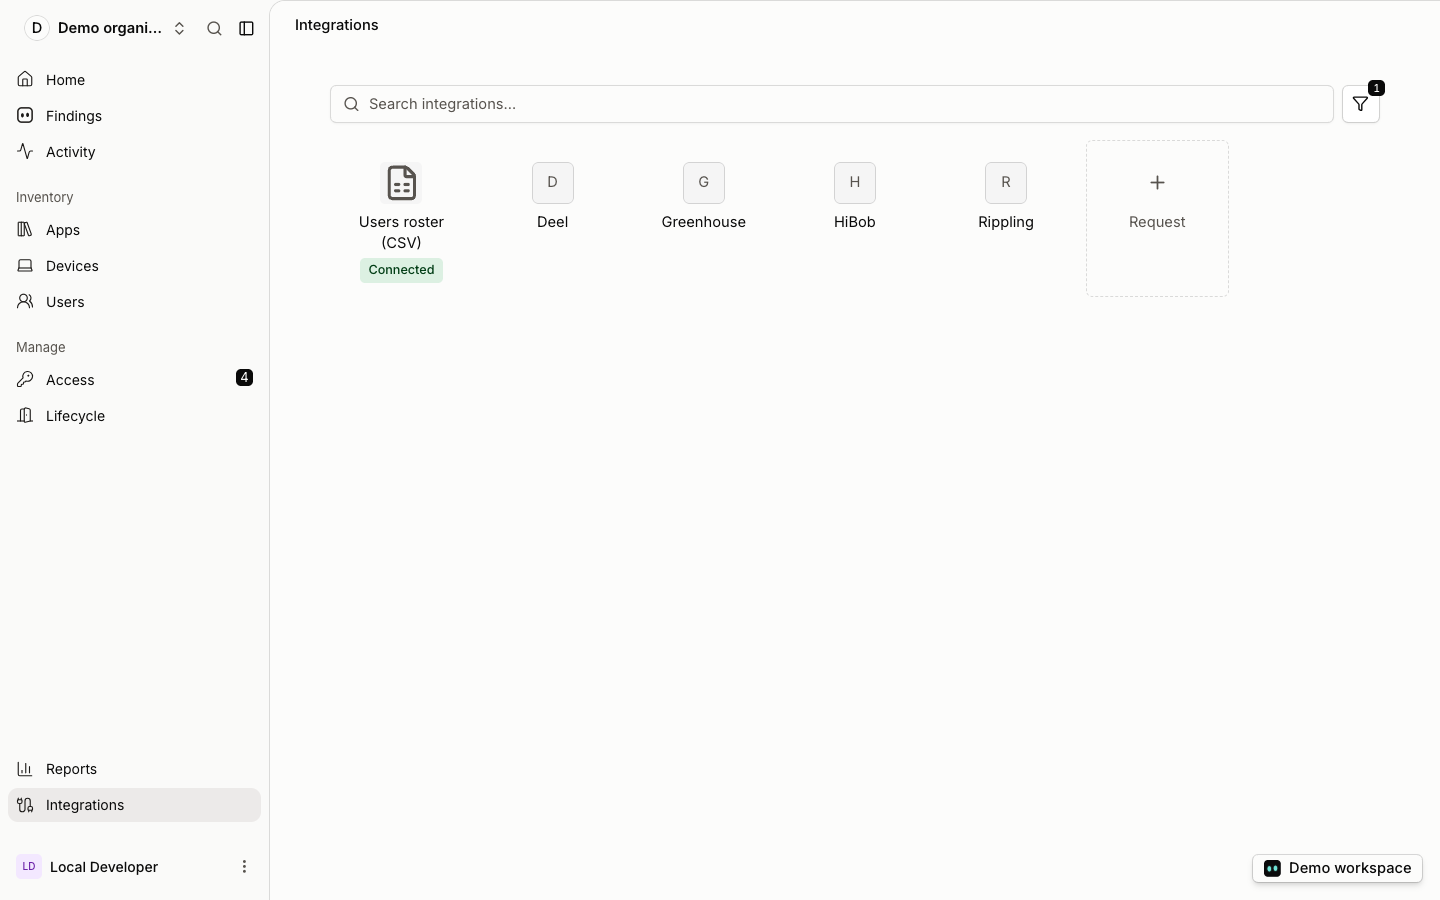 D Demo organi...
Home
Findings
Activity
Inventory
Apps
Devices
Users
Manage
Access 4
Lifecycle
Reports
Integrations
LD Local Developer
Integrations
Search integrations...
1
Users roster
(CSV)
Connected
D
Deel
G
Greenhouse
H
HiBob
R
Rippling
Request
Demo workspace